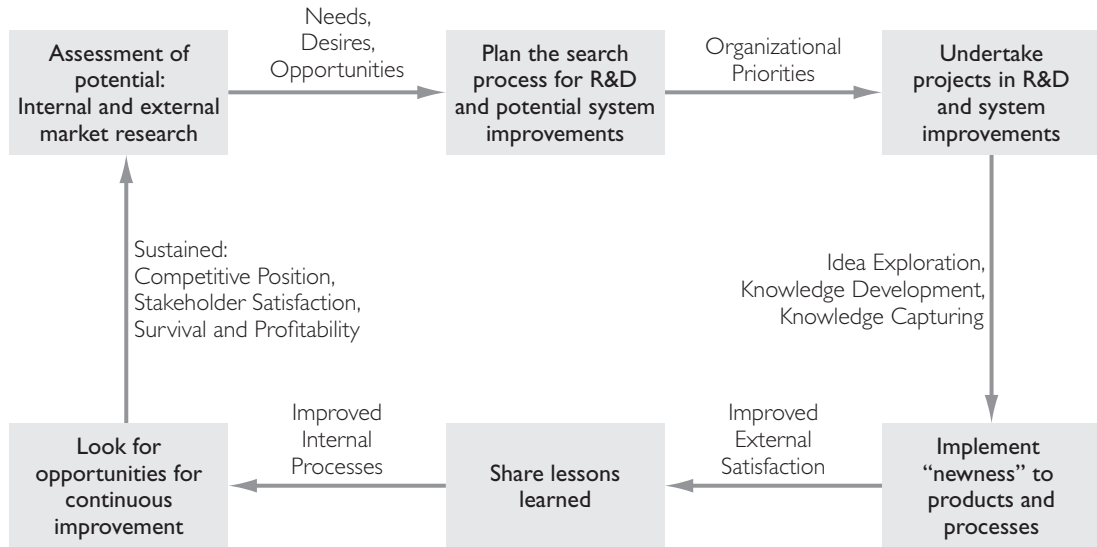 Assessment of
potential:
Internal and external
market research
Needs,
Desires,
Opportunities
Plan the search
process for R&D
and potential system
improvements
Organizational
Priorities
Undertake
projects in R&D
and system
improvements
Idea Exploration,
Knowledge Development,
Knowledge Capturing
Implement
“newness” to
products and
processes
Improved
External
Satisfaction
Share lessons
learned
Improved
Internal
Processes
Look for
opportunities for
continuous
improvement
Sustained:
Competitive Position,
Stakeholder Satisfaction,
Survival and Profitability